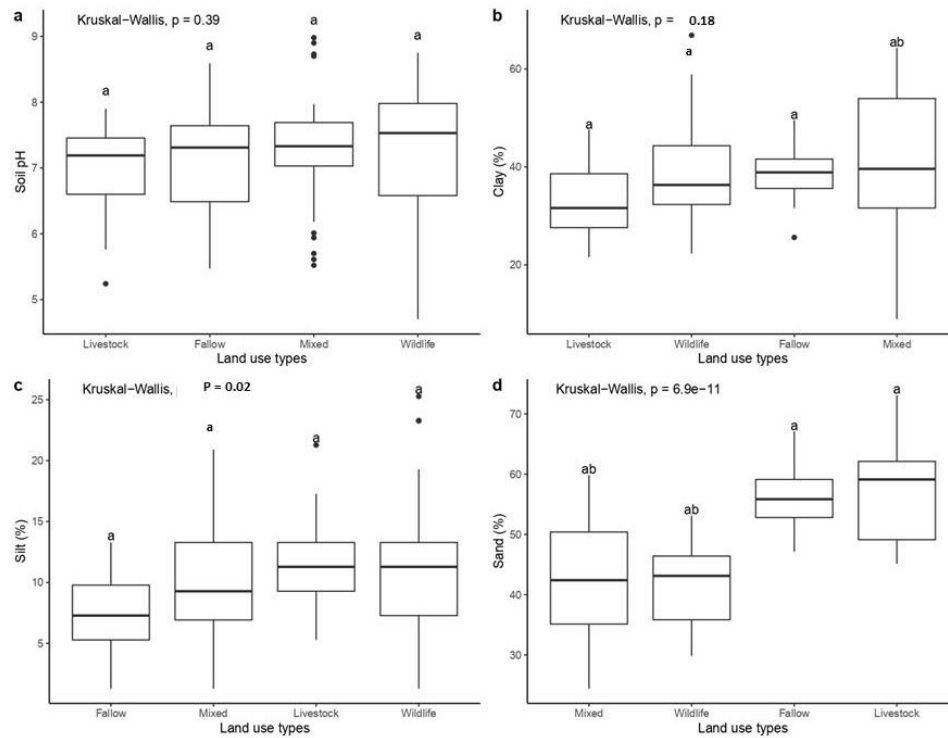 a
Kruskal-Wallis, p = 0.39
a
a
a
a
9
8
7
6
5
Soil pH
Livestock Fallow Mixed Wildlife
Land use types
b
Kruskal-Wallis, p = 0.18
a
a
a
ab
60
40
20
Clay (%)
Livestock Wildlife Fallow Mixed
Land use types
c
Kruskal-Wallis, P = 0.02
a
a
a
a
25
20
15
10
5
Silt (%)
Fallow Mixed Livestock Wildlife
Land use types
d
Kruskal-Wallis, p = 6.9e-11
ab
ab
a
a
70
60
50
40
30
Sand (%)
Mixed Wildlife Fallow Livestock
Land use types